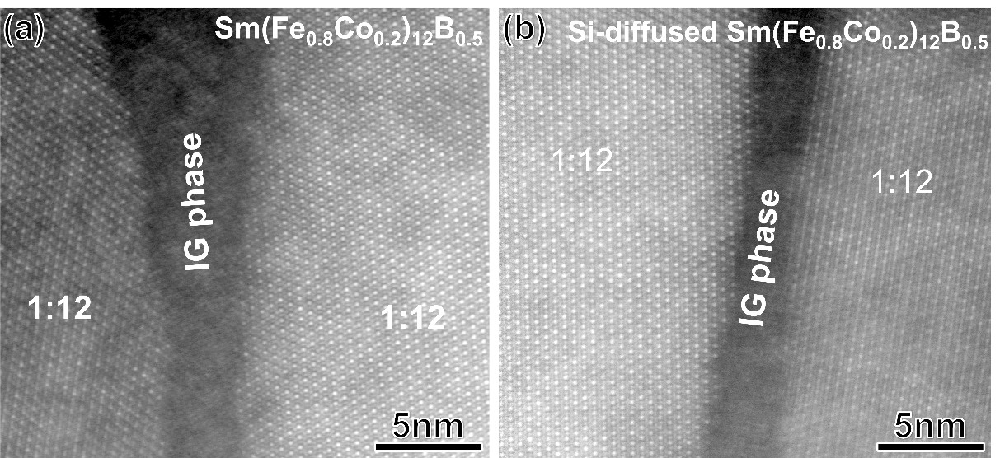 (a) Sm(Fe₀.₈Co₀.₂)₁₂B₀.₅
IG phase
1:12
1:12
5nm
(b) Si-diffused Sm(Fe₀.₈Co₀.₂)₁₂B₀.₅
1:12
1:12
IG phase
5nm